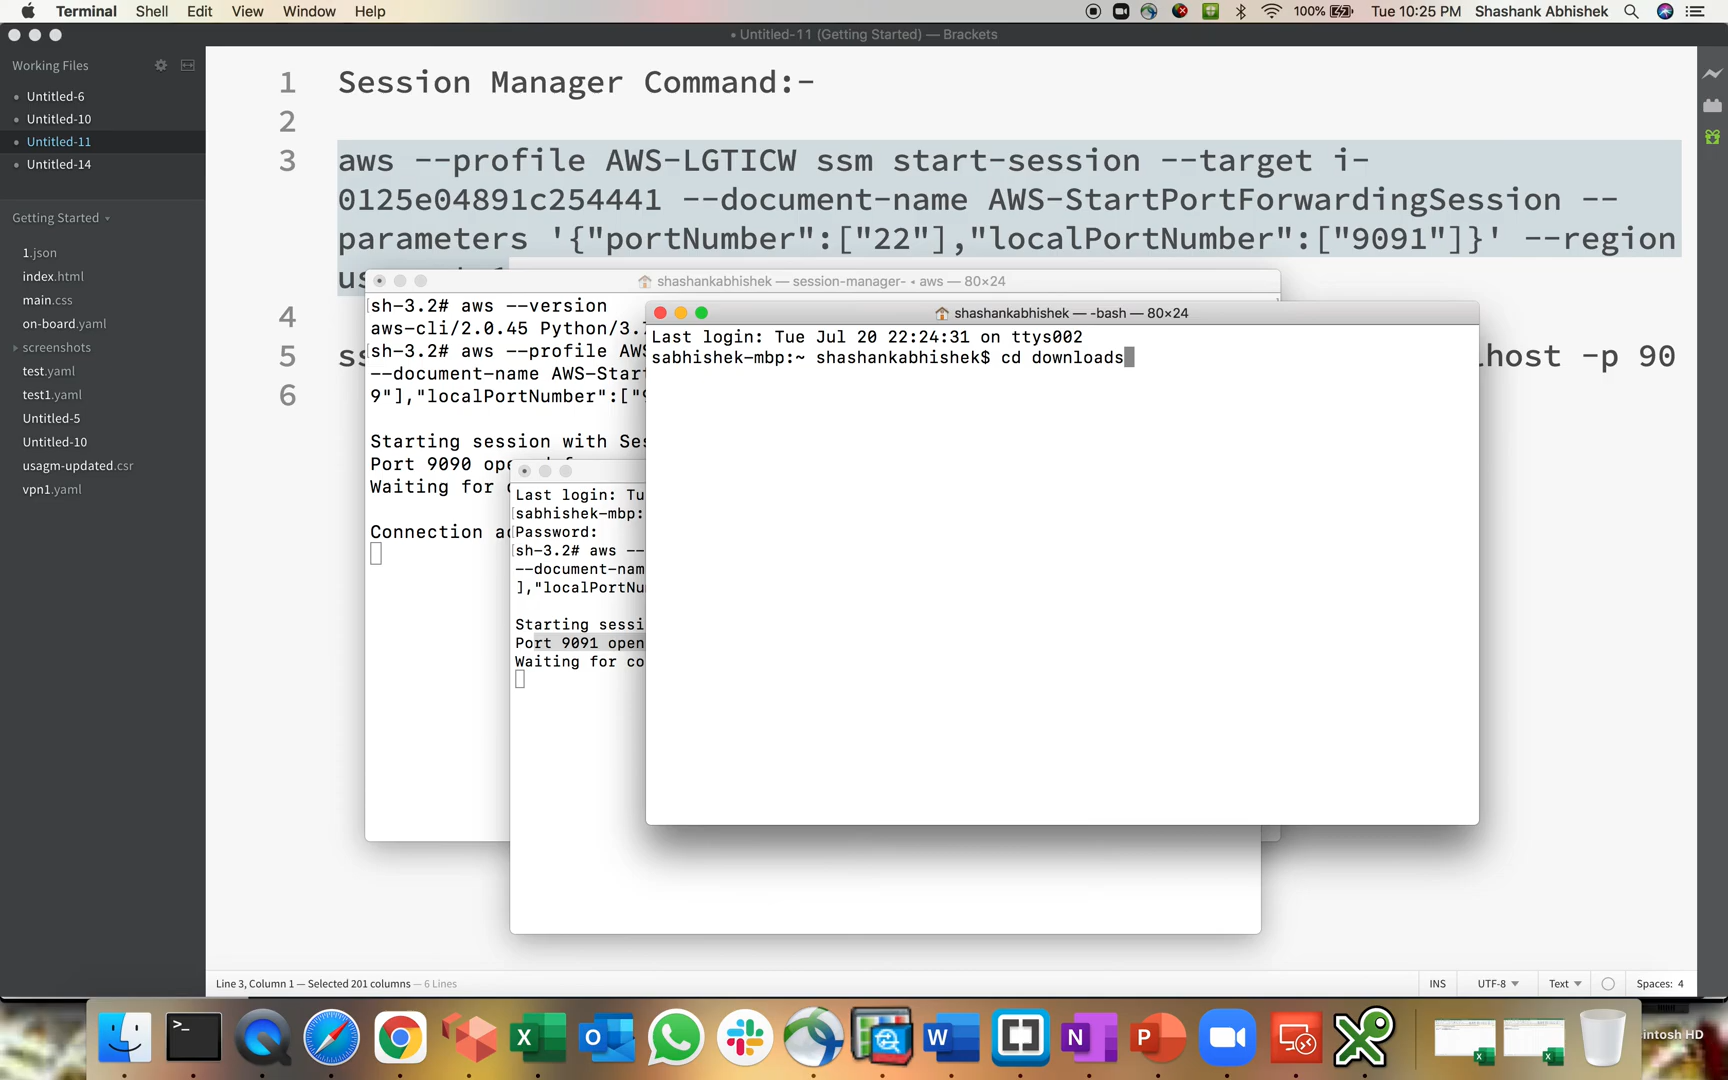 Terminal Shell Edit View Window Help 100% Tue 10:25 PM Shashank Abhishek
• Untitled-11 (Getting Started) — Brackets
Working Files
Untitled-6
Untitled-10
Untitled-11
Untitled-14
Getting Started
1.json
index.html
main.css
on-board.yaml
screenshots
test.yaml
test1.yaml
Untitled-5
Untitled-10
usagm-updated.csr
vpn1.yaml
1 Session Manager Command:-
2
3 aws --profile AWS-LGTICW ssm start-session --target i-
0125e04891c254441 --document-name AWS-StartPortForwardingSession --
parameters '{"portNumber":["22"],"localPortNumber":["9091"]}' --region
us
4
5 ss lhost -p 90
6
shashankabhishek — session-manager- • aws — 80×24
sh-3.2# aws --version
aws-cli/2.0.45 Python/3.
sh-3.2# aws --profile AW
--document-name AWS-Star
9"],"localPortNumber":["9
Starting session with Ses
Port 9090 open
Waiting for c
Connection ac
Last login: Tu
sabhishek-mbp:
Password:
sh-3.2# aws --
--document-nam
],"localPortNu
Starting sessi
Port 9091 open
Waiting for co
shashankabhishek — -bash — 80×24
Last login: Tue Jul 20 22:24:31 on ttys002
sabhishek-mbp:~ shashankabhishek$ cd downloads
Line 3, Column 1 — Selected 201 columns — 6 Lines INS UTF-8 Text Spaces: 4
intosh HD